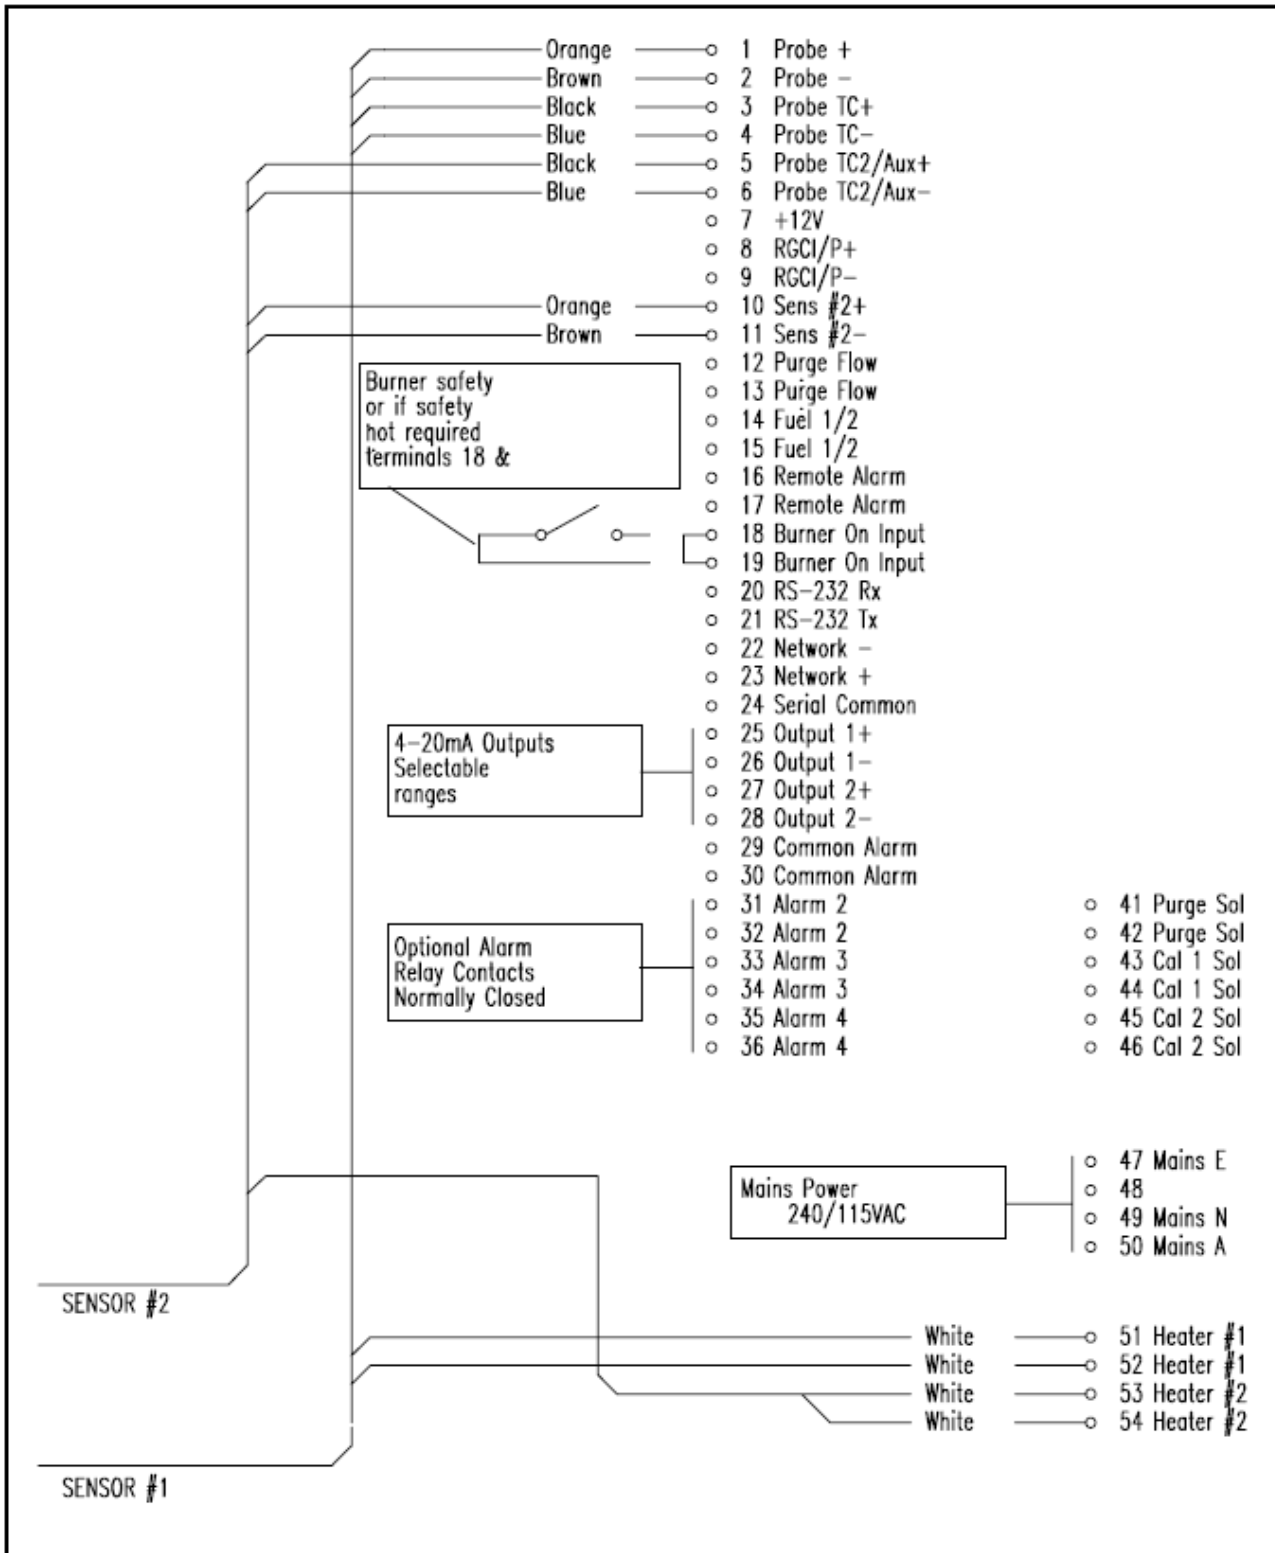 Orange 1 Probe +
Brown 2 Probe -
Black 3 Probe TC+
Blue 4 Probe TC-
Black 5 Probe TC2/Aux+
Blue 6 Probe TC2/Aux-
7 +12V
8 RGCI/P+
9 RGCI/P-
Orange 10 Sens #2+
Brown 11 Sens #2-
12 Purge Flow
13 Purge Flow
14 Fuel 1/2
15 Fuel 1/2
16 Remote Alarm
17 Remote Alarm
18 Burner On Input
19 Burner On Input
20 RS-232 Rx
21 RS-232 Tx
22 Network -
23 Network +
24 Serial Common
25 Output 1+
26 Output 1-
27 Output 2+
28 Output 2-
29 Common Alarm
30 Common Alarm
31 Alarm 2
32 Alarm 2
33 Alarm 3
34 Alarm 3
35 Alarm 4
36 Alarm 4
Burner safety
or if safety
hot required
terminals 18 &
4-20mA Outputs
Selectable
ranges
Optional Alarm
Relay Contacts
Normally Closed
41 Purge Sol
42 Purge Sol
43 Cal 1 Sol
44 Cal 1 Sol
45 Cal 2 Sol
46 Cal 2 Sol
Mains Power
240/115VAC
47 Mains E
48
49 Mains N
50 Mains A
SENSOR #2
White 51 Heater #1
White 52 Heater #1
White 53 Heater #2
White 54 Heater #2
SENSOR #1